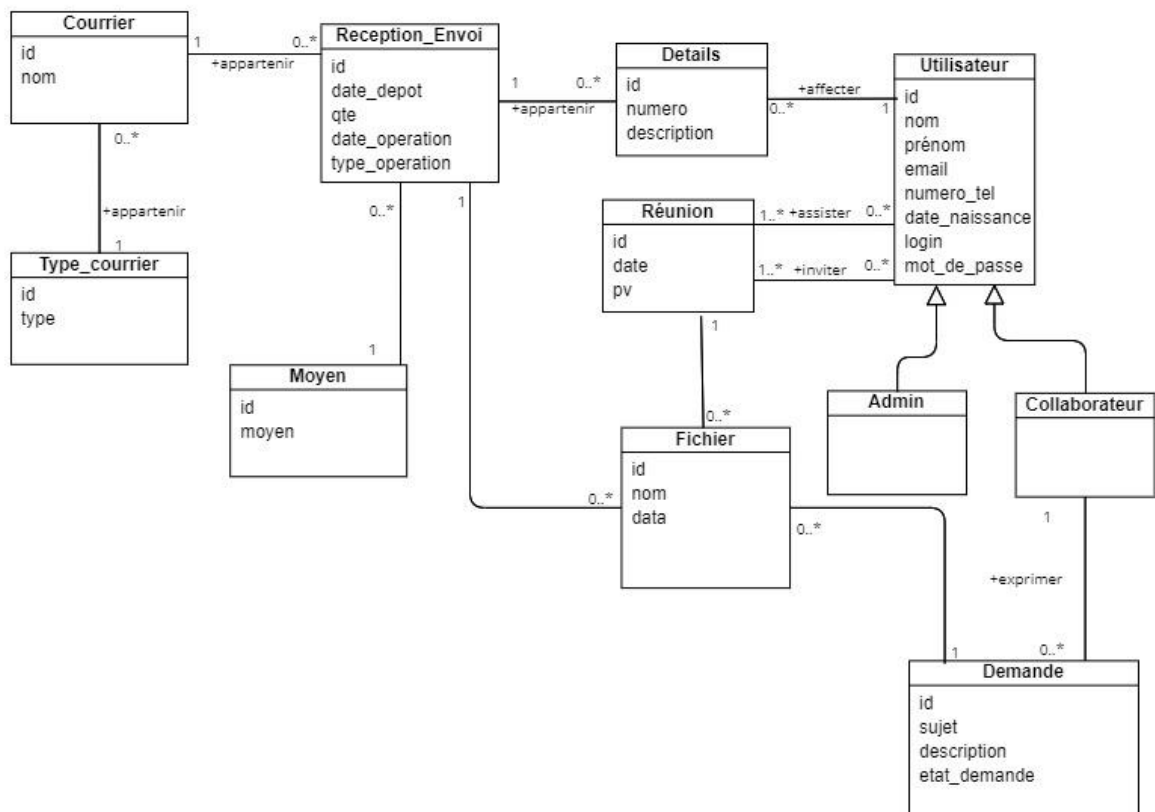 Courrier
id
nom
1
0..*
+appartenir
Reception_Envoi
id
date_depot
qte
date_operation
type_operation
1
0..*
+appartenir
Details
id
numero
description
+affecter
0..*
1
Utilisateur
id
nom
prénom
email
numero_tel
date_naissance
login
mot_de_passe
0..*
+appartenir
1
Type_courrier
id
type
0..*
1
1
Moyen
id
moyen
Réunion
id
date
pv
1..*
+assister
0..*
1..*
+inviter
0..*
1
0..*
Admin
Collaborateur
Fichier
id
nom
data
0..*
0..*
1
+exprimer
1
0..*
Demande
id
sujet
description
etat_demande